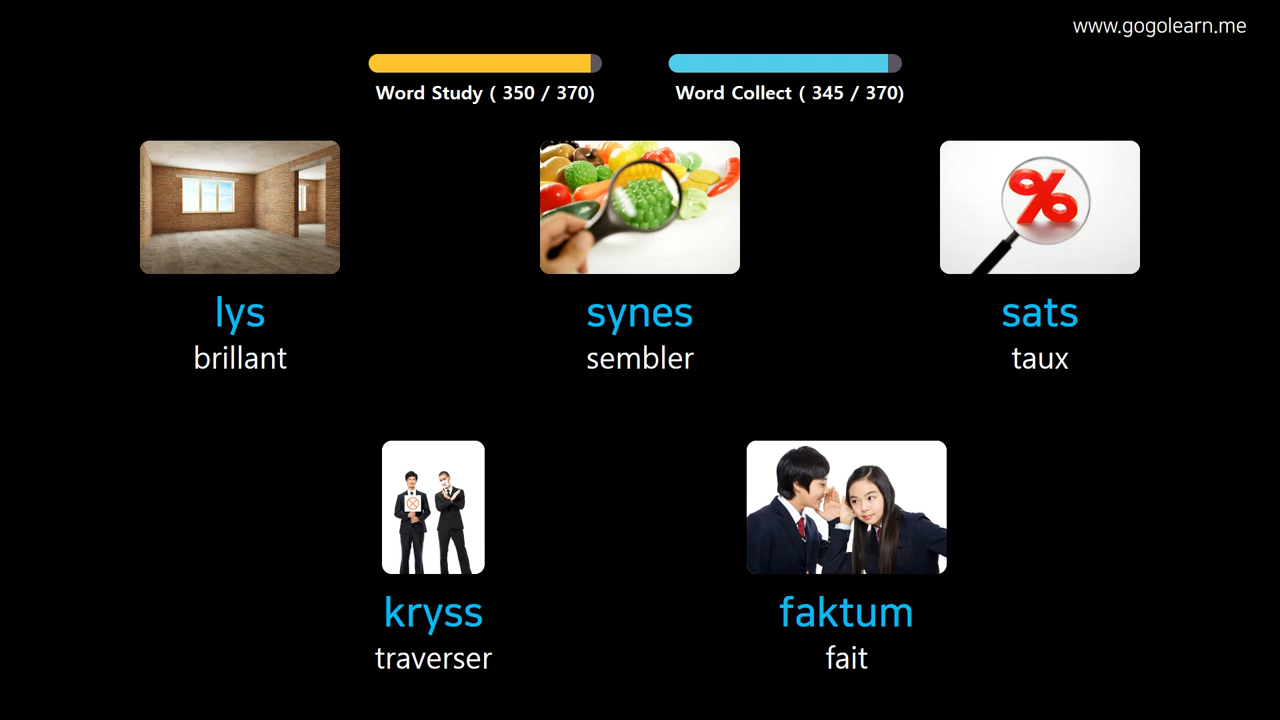 www.gogolearn.me
Word Study ( 350 / 370)
Word Collect ( 345 / 370)
lys
brillant
synes
sembler
sats
taux
%
kryss
traverser
faktum
fait